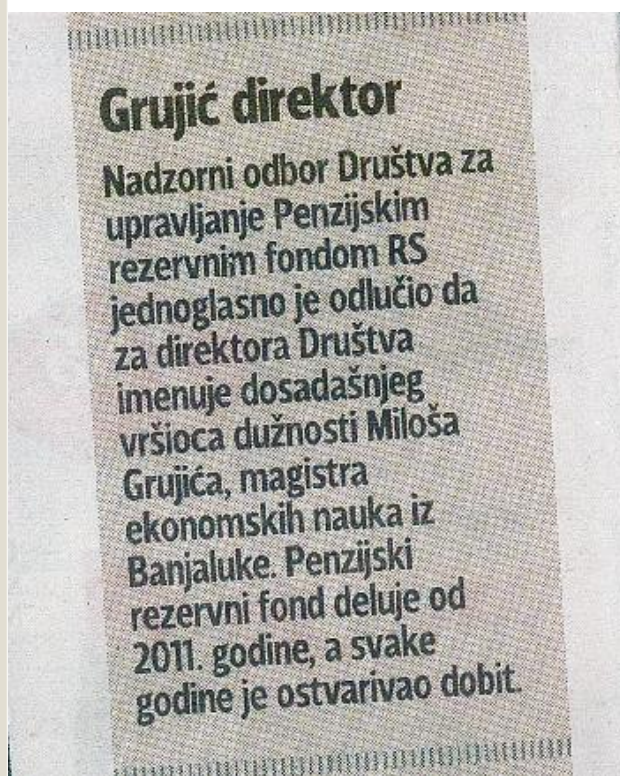 Grujić direktor
Nadzorni odbor Društva za
upravljanje Penzijskim
rezervnim fondom RS
jednoglasno je odlučio da
za direktora Društva
imenuje dosadašnjeg
vršioca dužnosti Miloša
Grujića, magistra
ekonomskih nauka iz
Banjaluke. Penzijski
rezervni fond deluje od
2011. godine, a svake
godine je ostvarivao dobit.